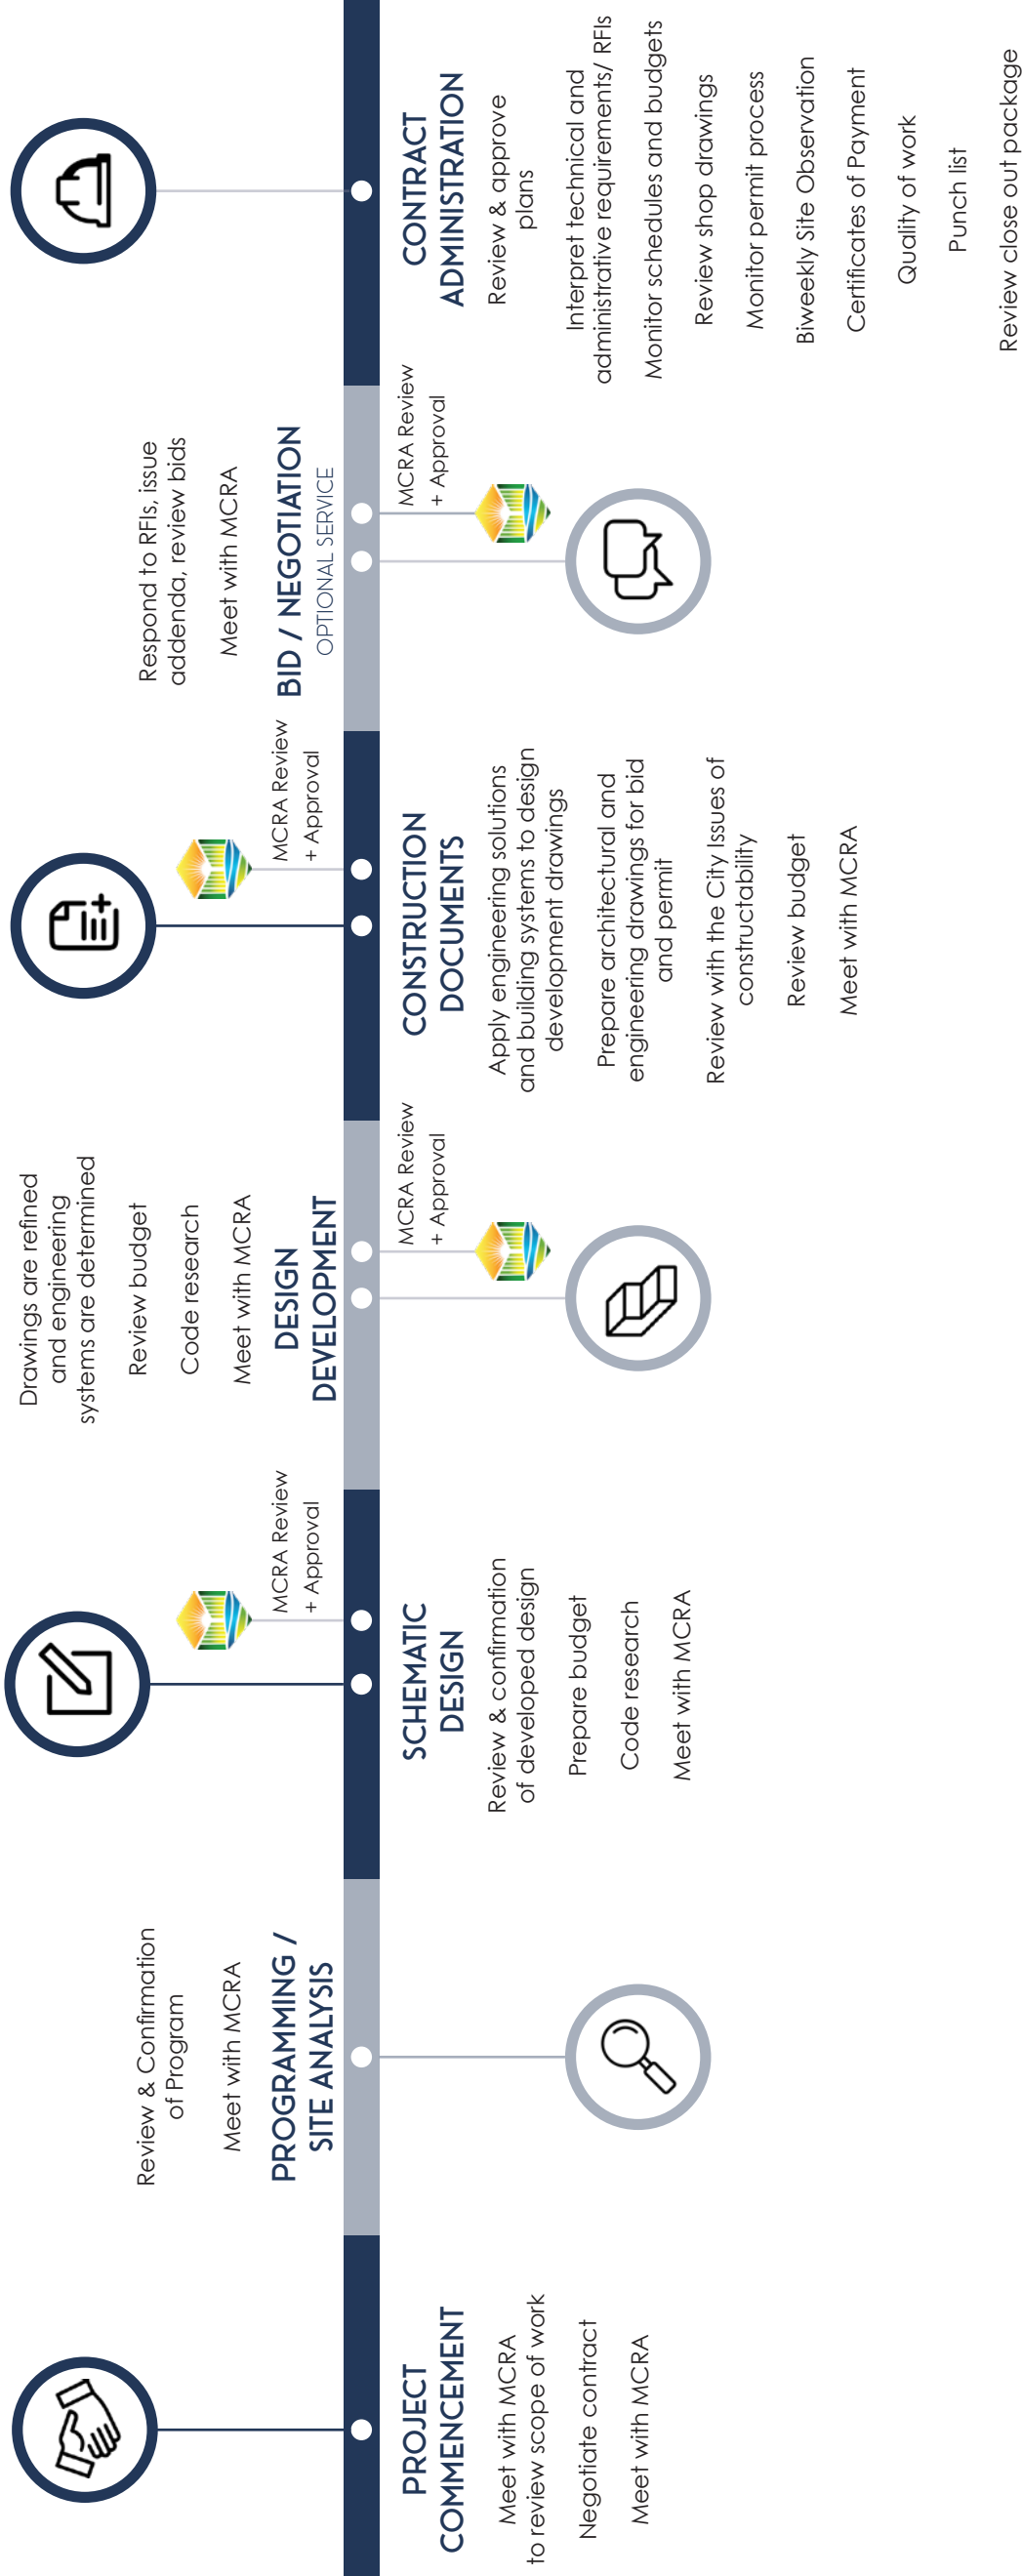 PROJECT
COMMENCEMENT
Meet with MCRA
to review scope of work
Negotiate contract
Meet with MCRA
Review & Confirmation
of Program
Meet with MCRA
PROGRAMMING /
SITE ANALYSIS
SCHEMATIC
DESIGN
Review & confirmation
of developed design
Prepare budget
Code research
Meet with MCRA
MCRA Review
+ Approval
Drawings are refined
and engineering
systems are determined
Review budget
Code research
Meet with MCRA
DESIGN
DEVELOPMENT
MCRA Review
+ Approval
CONSTRUCTION
DOCUMENTS
Apply engineering solutions
and building systems to design
development drawings
Prepare architectural and
engineering drawings for bid
and permit
Review with the City Issues of
constructability
Review budget
Meet with MCRA
MCRA Review
+ Approval
Respond to RFIs, issue
addenda, review bids
Meet with MCRA
BID / NEGOTIATION
OPTIONAL SERVICE
MCRA Review
+ Approval
CONTRACT
ADMINISTRATION
Review & approve
plans
Interpret technical and
administrative requirements/ RFIs
Monitor schedules and budgets
Review shop drawings
Monitor permit process
Biweekly Site Observation
Certificates of Payment
Quality of work
Punch list
Review close out package